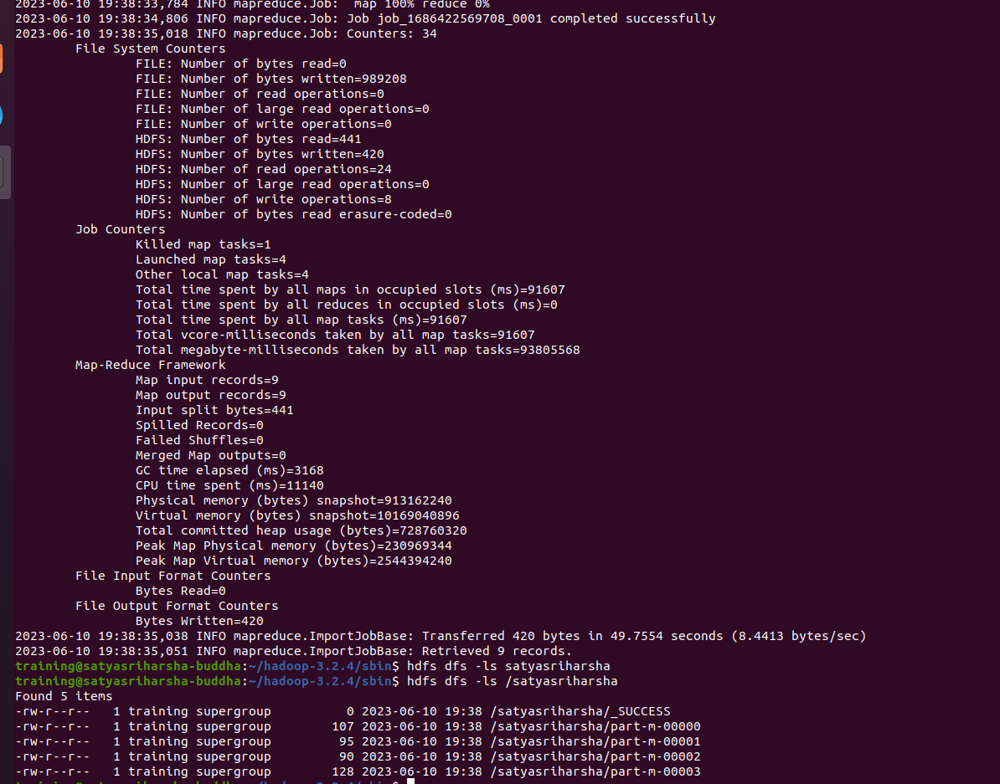 2023-06-10 19:38:33,784 INFO mapreduce.Job:  map 100% reduce 0%
2023-06-10 19:38:34,806 INFO mapreduce.Job: Job job_1686422569708_0001 completed successfully
2023-06-10 19:38:35,018 INFO mapreduce.Job: Counters: 34
File System Counters
FILE: Number of bytes read=0
FILE: Number of bytes written=989208
FILE: Number of read operations=0
FILE: Number of large read operations=0
FILE: Number of write operations=0
HDFS: Number of bytes read=441
HDFS: Number of bytes written=420
HDFS: Number of read operations=24
HDFS: Number of large read operations=0
HDFS: Number of write operations=8
HDFS: Number of bytes read erasure-coded=0
Job Counters
Killed map tasks=1
Launched map tasks=4
Other local map tasks=4
Total time spent by all maps in occupied slots (ms)=91607
Total time spent by all reduces in occupied slots (ms)=0
Total time spent by all map tasks (ms)=91607
Total vcore-milliseconds taken by all map tasks=91607
Total megabyte-milliseconds taken by all map tasks=93805568
Map-Reduce Framework
Map input records=9
Map output records=9
Input split bytes=441
Spilled Records=0
Failed Shuffles=0
Merged Map outputs=0
GC time elapsed (ms)=3168
CPU time spent (ms)=11140
Physical memory (bytes) snapshot=913162240
Virtual memory (bytes) snapshot=10169040896
Total committed heap usage (bytes)=728760320
Peak Map Physical memory (bytes)=230969344
Peak Map Virtual memory (bytes)=2544394240
File Input Format Counters
Bytes Read=0
File Output Format Counters
Bytes Written=420
2023-06-10 19:38:35,038 INFO mapreduce.ImportJobBase: Transferred 420 bytes in 49.7554 seconds (8.4413 bytes/sec)
2023-06-10 19:38:35,051 INFO mapreduce.ImportJobBase: Retrieved 9 records.
training@satyasriharsha-buddha:~/hadoop-3.2.4/sbin$ hdfs dfs -ls satyasriharsha
training@satyasriharsha-buddha:~/hadoop-3.2.4/sbin$ hdfs dfs -ls /satyasriharsha
Found 5 items
-rw-r--r--   1 training supergroup          0 2023-06-10 19:38 /satyasriharsha/_SUCCESS
-rw-r--r--   1 training supergroup        107 2023-06-10 19:38 /satyasriharsha/part-m-00000
-rw-r--r--   1 training supergroup         95 2023-06-10 19:38 /satyasriharsha/part-m-00001
-rw-r--r--   1 training supergroup         90 2023-06-10 19:38 /satyasriharsha/part-m-00002
-rw-r--r--   1 training supergroup        128 2023-06-10 19:38 /satyasriharsha/part-m-00003